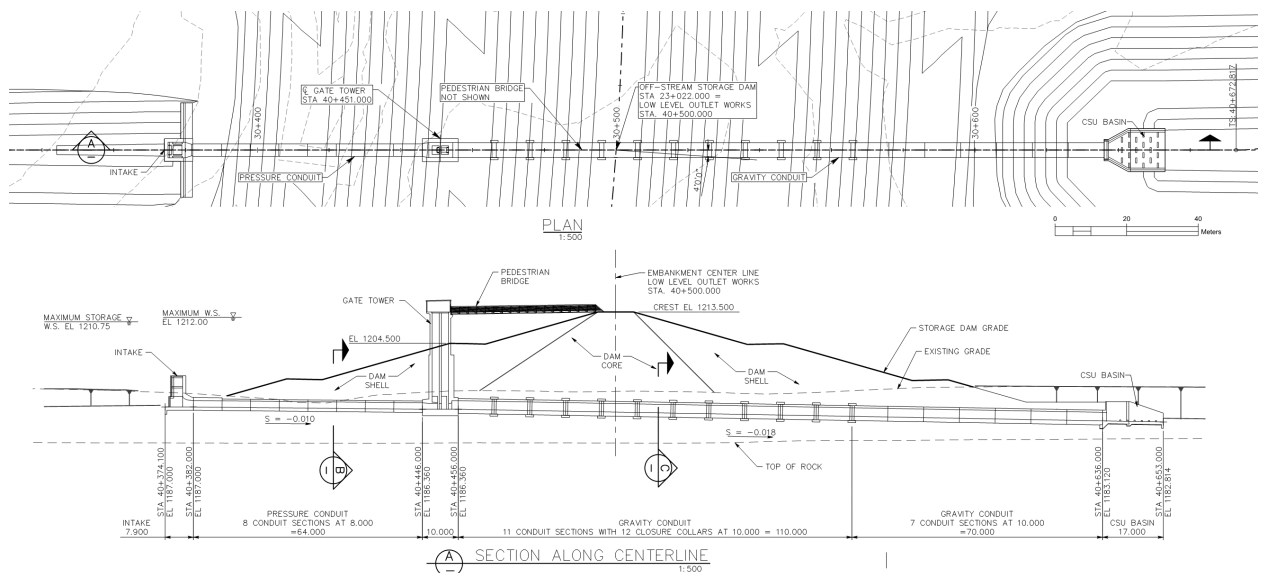 ℄ GATE TOWER
STA 40+451.000
PEDESTRIAN BRIDGE
NOT SHOWN
OFF-STREAM STORAGE DAM
STA 23+022.000 =
LOW LEVEL OUTLET WORKS
STA. 40+500.000
CSU BASIN
TS:40+672.817
30+400
30+500
30+600
A
INTAKE
PRESSURE CONDUIT
4'0.0"
GRAVITY CONDUIT
PLAN
1:500
0 20 40
Meters
PEDESTRIAN
BRIDGE
EMBANKMENT CENTER LINE
LOW LEVEL OUTLET WORKS
STA. 40+500.000
GATE TOWER
MAXIMUM STORAGE
W.S. EL 1210.75
MAXIMUM W.S.
EL 1212.00
CREST EL 1213.500
STORAGE DAM GRADE
EXISTING GRADE
EL 1204.500
INTAKE
DAM
SHELL
DAM
CORE
DAM
SHELL
CSU BASIN
S = -0.010
S = -0.018
TOP OF ROCK
B
C
STA 40+374.100
EL 1187.000
STA 40+382.000
EL 1187.000
STA 40+446.000
EL 1186.360
STA 40+456.000
EL 1186.360
STA 40+636.000
EL 1183.120
STA 40+653.000
EL 1182.814
INTAKE
7.900
PRESSURE CONDUIT
8 CONDUIT SECTIONS AT 8.000
=64.000
10.000
GRAVITY CONDUIT
11 CONDUIT SECTIONS WITH 12 CLOSURE COLLARS AT 10.000 = 110.000
GRAVITY CONDUIT
7 CONDUIT SECTIONS AT 10.000
=70.000
CSU BASIN
17.000
A
SECTION ALONG CENTERLINE
1:500